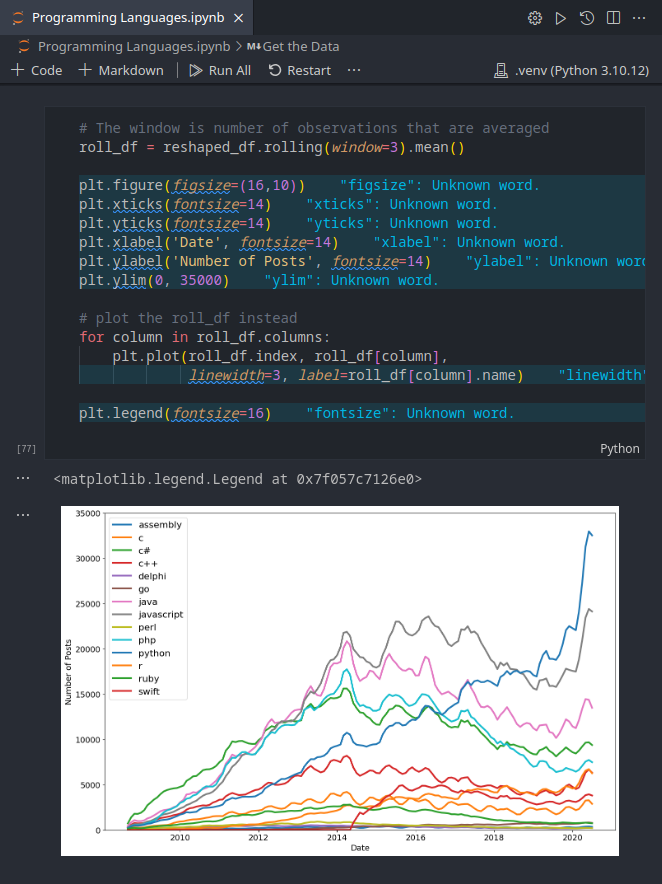 Programming Languages.ipynb
Programming Languages.ipynb > M↓Get the Data
+ Code + Markdown Run All Restart ··· .venv (Python 3.10.12)
# The window is number of observations that are averaged
roll_df = reshaped_df.rolling(window=3).mean()
plt.figure(figsize=(16,10)) "figsize": Unknown word.
plt.xticks(fontsize=14) "xticks": Unknown word.
plt.yticks(fontsize=14) "yticks": Unknown word.
plt.xlabel('Date', fontsize=14) "xlabel": Unknown word.
plt.ylabel('Number of Posts', fontsize=14) "ylabel": Unknown word
plt.ylim(0, 35000) "ylim": Unknown word.
# plot the roll_df instead
for column in roll_df.columns:
plt.plot(roll_df.index, roll_df[column],
linewidth=3, label=roll_df[column].name) "linewidth"
plt.legend(fontsize=16) "fontsize": Unknown word.
[77] Python
<matplotlib.legend.Legend at 0x7f057c7126e0>
35000
30000
25000
20000
15000
10000
5000
0
Number of Posts
assembly
c
c#
c++
delphi
go
java
javascript
perl
php
python
r
ruby
swift
2010 2012 2014 2016 2018 2020
Date